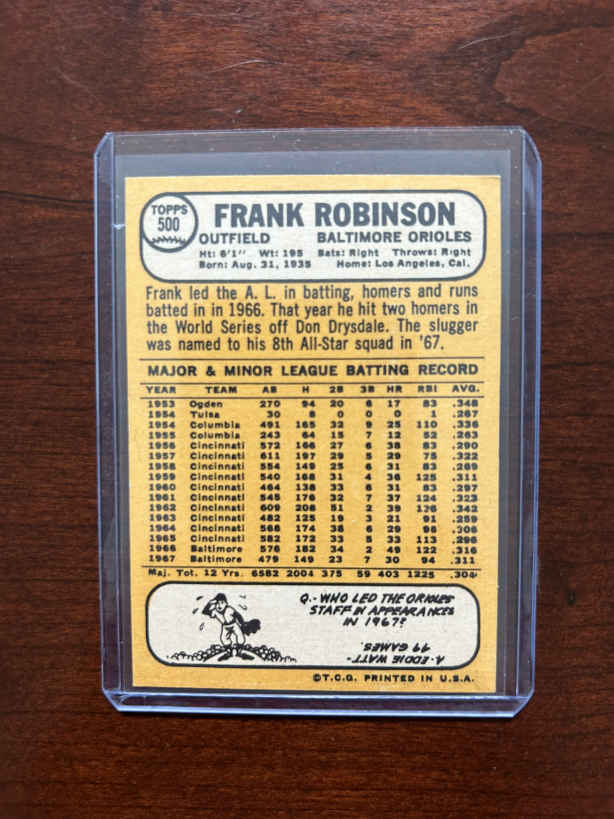 TOPPS
500
FRANK ROBINSON
OUTFIELD BALTIMORE ORIOLES
Ht: 6'1" Wt: 195 Bats: Right Throws: Right
Born: Aug. 31, 1935 Home: Los Angeles, Cal.
Frank led the A. L. in batting, homers and runs
batted in in 1966. That year he hit two homers in
the World Series off Don Drysdale. The slugger
was named to his 8th All-Star squad in '67.
MAJOR & MINOR LEAGUE BATTING RECORD
YEAR TEAM AB H 2B 3B HR RBI AVG.
1953 Ogden 270 94 20 6 17 83 .348
1954 Tulsa 30 8 0 0 0 1 .267
1954 Columbia 491 165 32 9 25 110 .336
1955 Columbia 243 64 15 7 12 52 .263
1956 Cincinnati 572 166 27 6 38 83 .290
1957 Cincinnati 611 197 29 5 29 75 .322
1958 Cincinnati 554 149 25 6 31 83 .269
1959 Cincinnati 540 168 31 4 36 125 .311
1960 Cincinnati 464 138 33 6 31 83 .297
1961 Cincinnati 545 176 32 7 37 124 .323
1962 Cincinnati 609 208 51 2 39 136 .342
1963 Cincinnati 482 125 19 3 21 91 .259
1964 Cincinnati 568 174 38 6 29 96 .306
1965 Cincinnati 582 172 33 5 33 113 .296
1966 Baltimore 576 182 34 2 49 122 .316
1967 Baltimore 479 149 23 7 30 94 .311
Maj. Tot. 12 Yrs. 6582 2004 375 59 403 1225 .304
Q.- WHO LED THE ORIOLES
STAFF IN APPEARANCES
IN 1967?
A.- EDDIE WATT -
49 GAMES.
©T.C.G. PRINTED IN U.S.A.